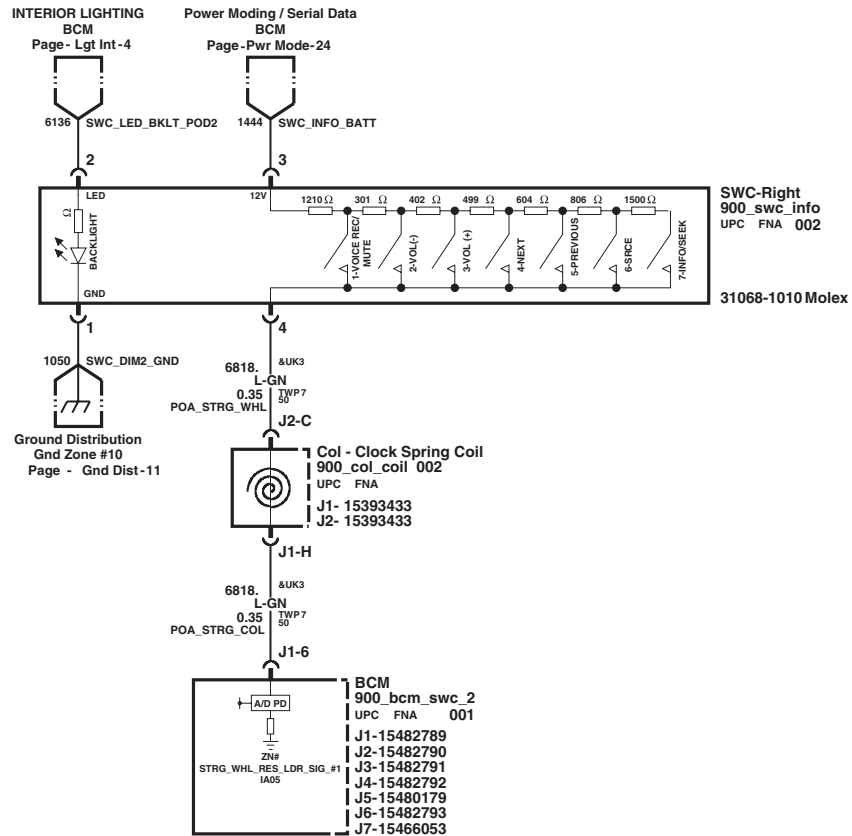 INTERIOR LIGHTING
BCM
Page- Lgt Int-4
Power Moding / Serial Data
BCM
Page-Pwr Mode-24
6136 SWC_LED_BKLT_POD2
1444 SWC_INFO_BATT
2
3
LED
12V
1210 Ω 301 Ω 402 Ω 499 Ω 604 Ω 806 Ω 1500 Ω
Ω
BACKLIGHT
1-VOICE REC/
MUTE
2-VOL(-)
3-VOL (+)
4-NEXT
5-PREVIOUS
6-SRCE
7-INFO/SEEK
GND
SWC-Right
900_swc_info
UPC FNA 002
31068-1010 Molex
1
4
1050 SWC_DIM2_GND
Ground Distribution
Gnd Zone #10
Page - Gnd Dist-11
6818. &UK3
L-GN
0.35 TWP7
50
POA_STRG_WHL
J2-C
Col - Clock Spring Coil
900_col_coil 002
UPC FNA
J1- 15393433
J2- 15393433
J1-H
6818. &UK3
L-GN
0.35 TWP7
50
POA_STRG_COL
J1-6
A/D PD
ZN#
STRG_WHL_RES_LDR_SIG_#1
IA05
BCM
900_bcm_swc_2
UPC FNA 001
J1-15482789
J2-15482790
J3-15482791
J4-15482792
J5-15480179
J6-15482793
J7-15466053